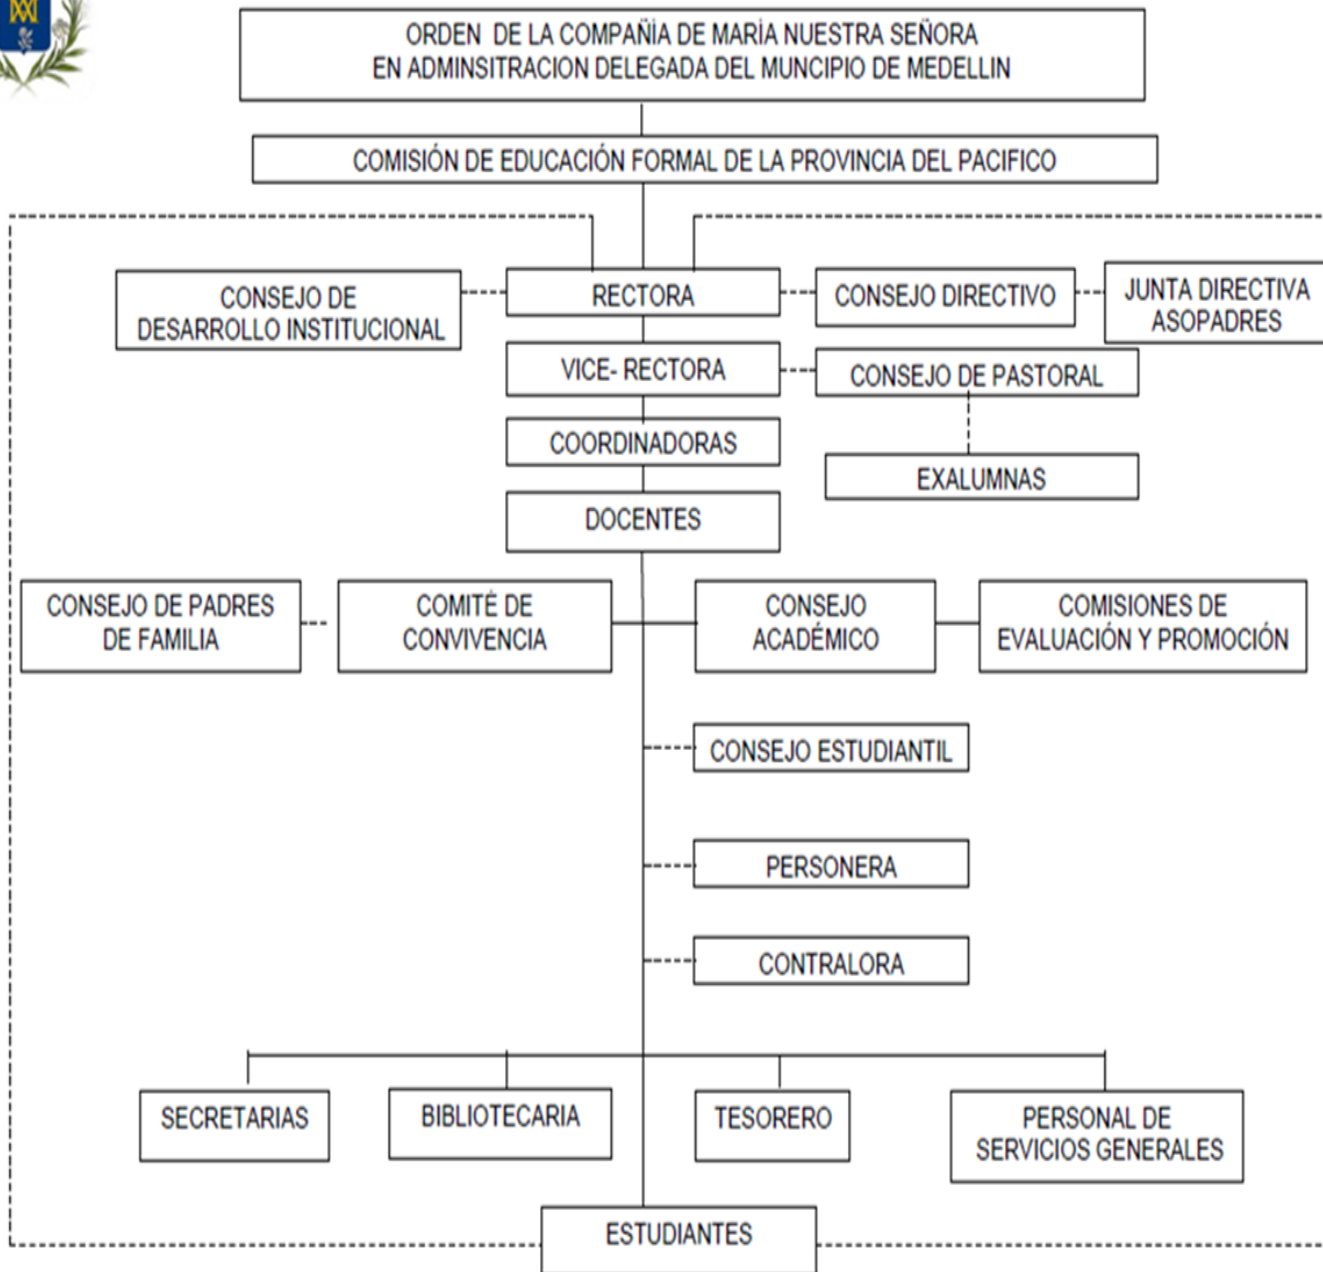 ORDEN DE LA COMPAÑÍA DE MARÍA NUESTRA SEÑORA
EN ADMINSITRACION DELEGADA DEL MUNCIPIO DE MEDELLIN
COMISIÓN DE EDUCACIÓN FORMAL DE LA PROVINCIA DEL PACIFICO
CONSEJO DE
DESARROLLO INSTITUCIONAL
RECTORA
CONSEJO DIRECTIVO
JUNTA DIRECTIVA
ASOPADRES
VICE- RECTORA
CONSEJO DE PASTORAL
COORDINADORAS
EXALUMNAS
DOCENTES
CONSEJO DE PADRES
DE FAMILIA
COMITÉ DE
CONVIVENCIA
CONSEJO
ACADÉMICO
COMISIONES DE
EVALUACIÓN Y PROMOCIÓN
CONSEJO ESTUDIANTIL
PERSONERA
CONTRALORA
SECRETARIAS
BIBLIOTECARIA
TESORERO
PERSONAL DE
SERVICIOS GENERALES
ESTUDIANTES